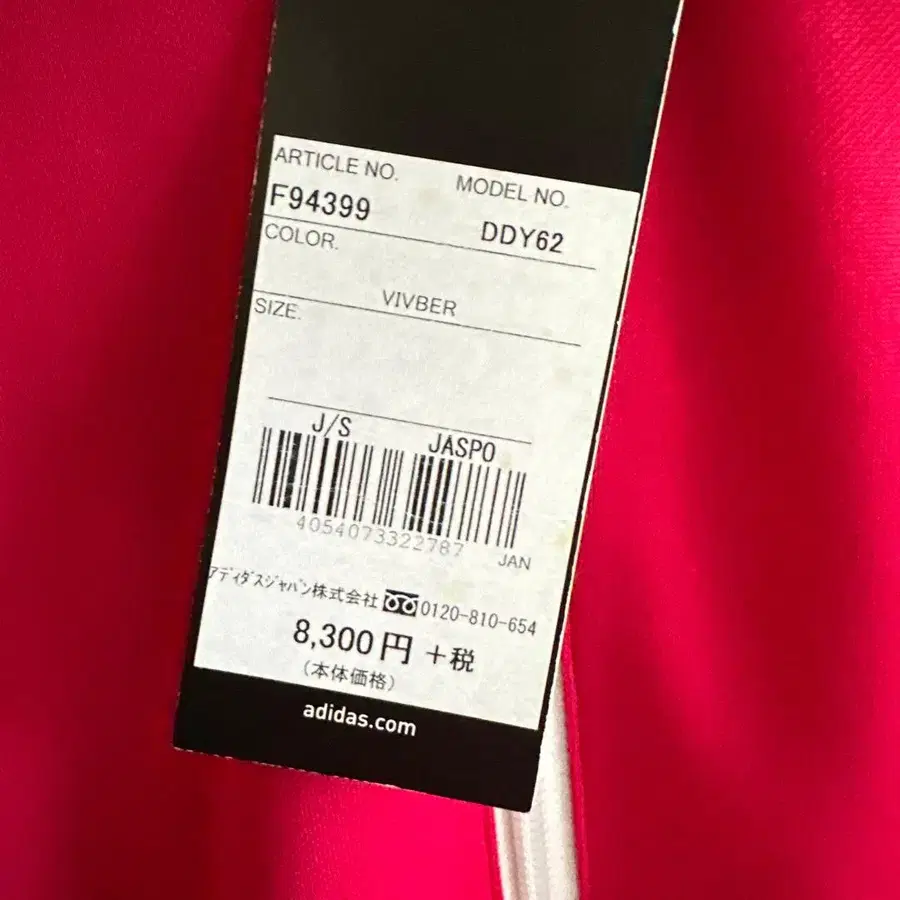 ARTICLE NO. MODEL NO.
F94399 DDY62
COLOR.
VIVBER
SIZE.
J/S JASPO
4054073322787 JAN
アディダスジャパン株式会社 0120-810-654
8,300円 +税
(本体価格)
adidas.com